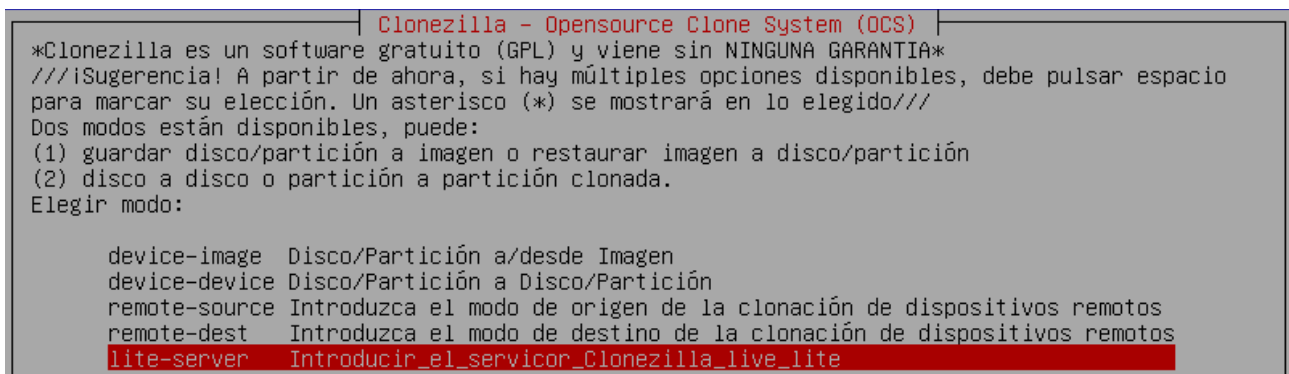 Clonezilla - Opensource Clone System (OCS)
*Clonezilla es un software gratuito (GPL) y viene sin NINGUNA GARANTIA*
///¡Sugerencia! A partir de ahora, si hay múltiples opciones disponibles, debe pulsar espacio
para marcar su elección. Un asterisco (*) se mostrará en lo elegido///
Dos modos están disponibles, puede:
(1) guardar disco/partición a imagen o restaurar imagen a disco/partición
(2) disco a disco o partición a partición clonada.
Elegir modo:
device-image Disco/Partición a/desde Imagen
device-device Disco/Partición a Disco/Partición
remote-source Introduzca el modo de origen de la clonación de dispositivos remotos
remote-dest Introduzca el modo de destino de la clonación de dispositivos remotos
lite-server Introducir_el_servicor_Clonezilla_live_lite